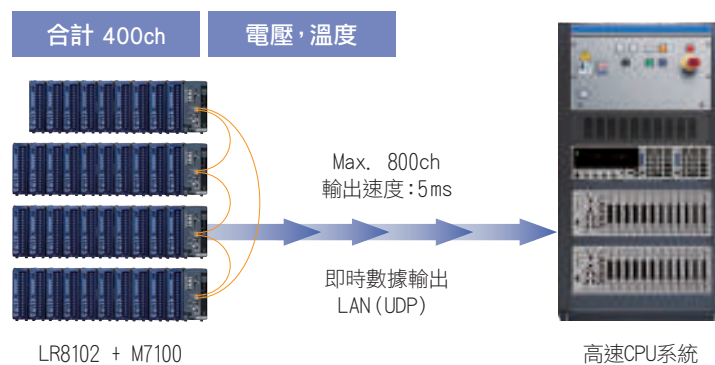 合計 400ch
電壓，溫度
Max. 800ch
輸出速度：5ms
即時數據輸出
LAN(UDP)
LR8102 + M7100
高速CPU系統